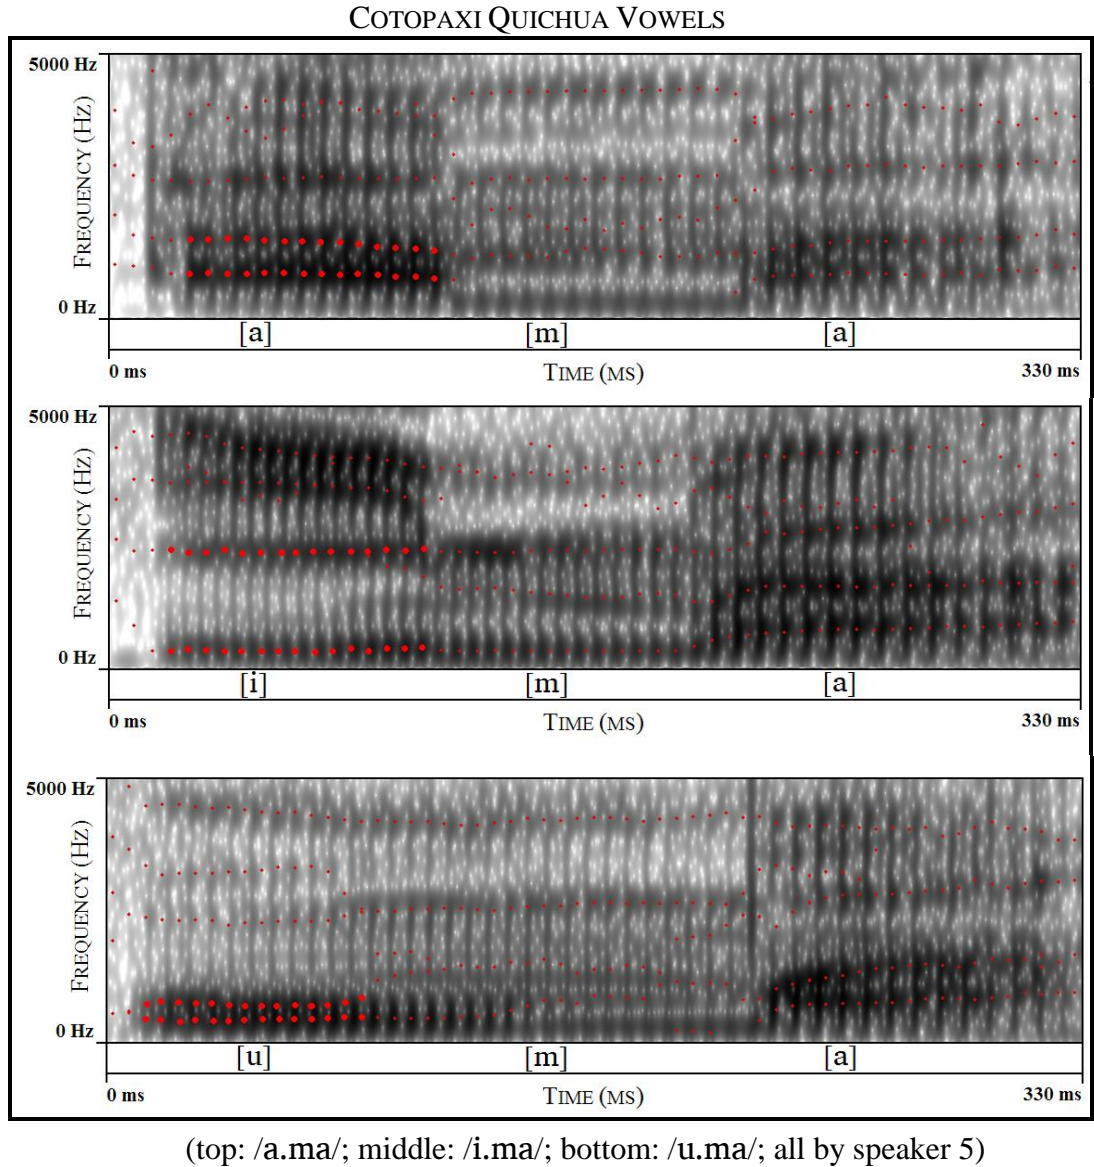 COTOPAXI QUICHUA VOWELS
5000 Hz
FREQUENCY (HZ)
0 Hz
[a] [m] [a]
0 ms TIME (MS) 330 ms
5000 Hz
FREQUENCY (HZ)
0 Hz
[i] [m] [a]
0 ms TIME (MS) 330 ms
5000 Hz
FREQUENCY (HZ)
0 Hz
[u] [m] [a]
0 ms TIME (MS) 330 ms
(top: /a.ma/; middle: /i.ma/; bottom: /u.ma/; all by speaker 5)